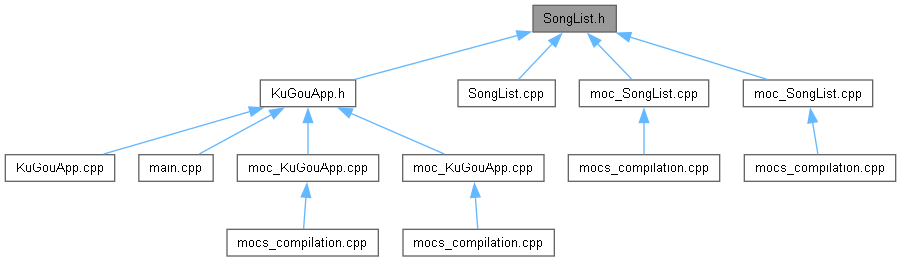 SongList.h
KuGouApp.h
SongList.cpp
moc_SongList.cpp
moc_SongList.cpp
KuGouApp.cpp
main.cpp
moc_KuGouApp.cpp
moc_KuGouApp.cpp
mocs_compilation.cpp
mocs_compilation.cpp
mocs_compilation.cpp
mocs_compilation.cpp